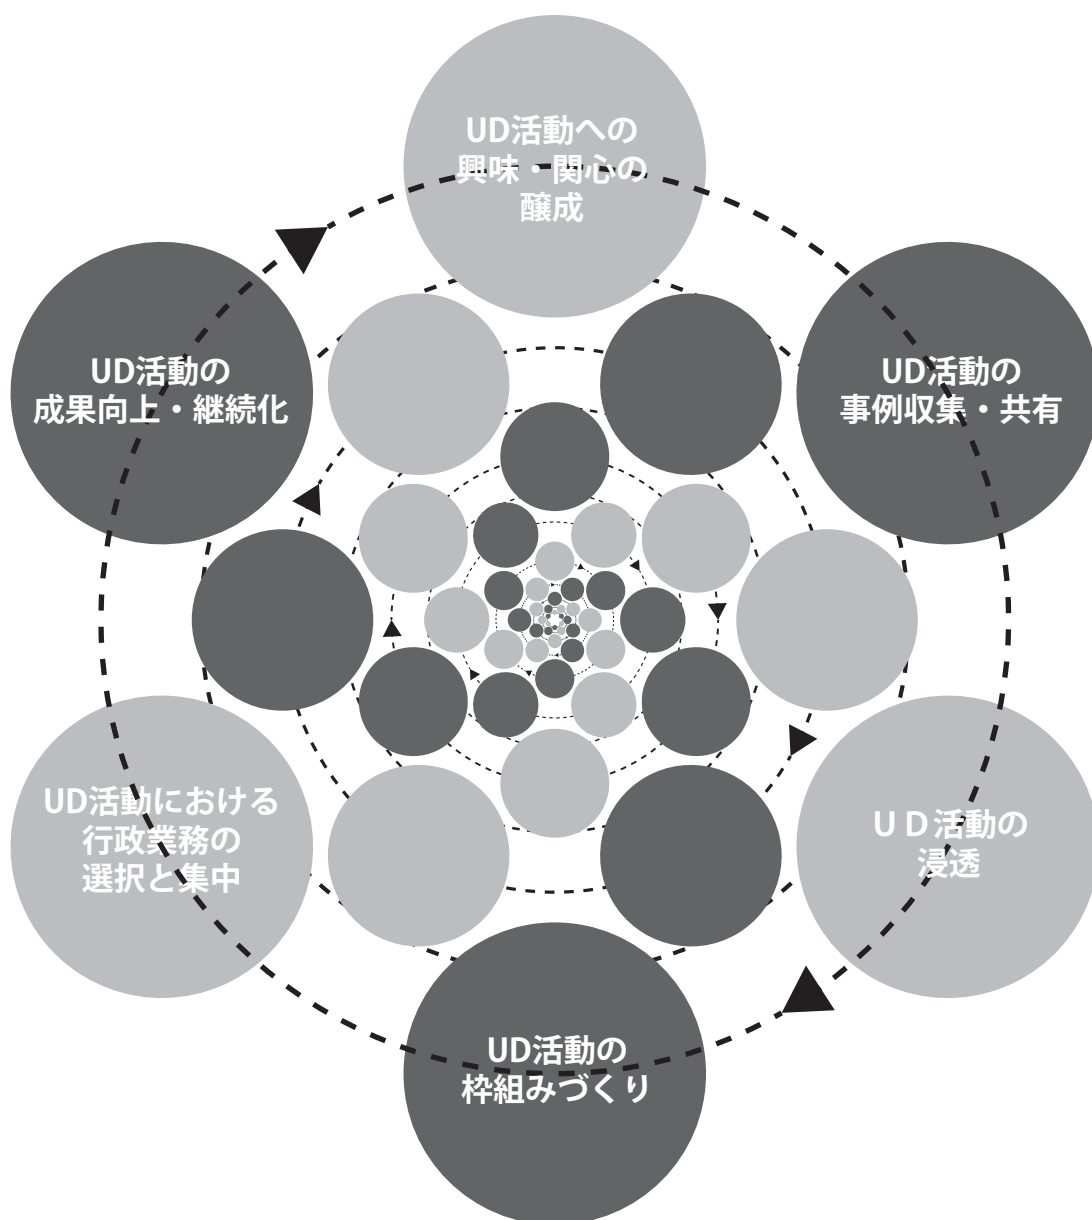 UD活動への
興味・関心の
醸成
UD活動の
事例収集・共有
ＵＤ活動の
浸透
UD活動の
枠組みづくり
UD活動における
行政業務の
選択と集中
UD活動の
成果向上・継続化